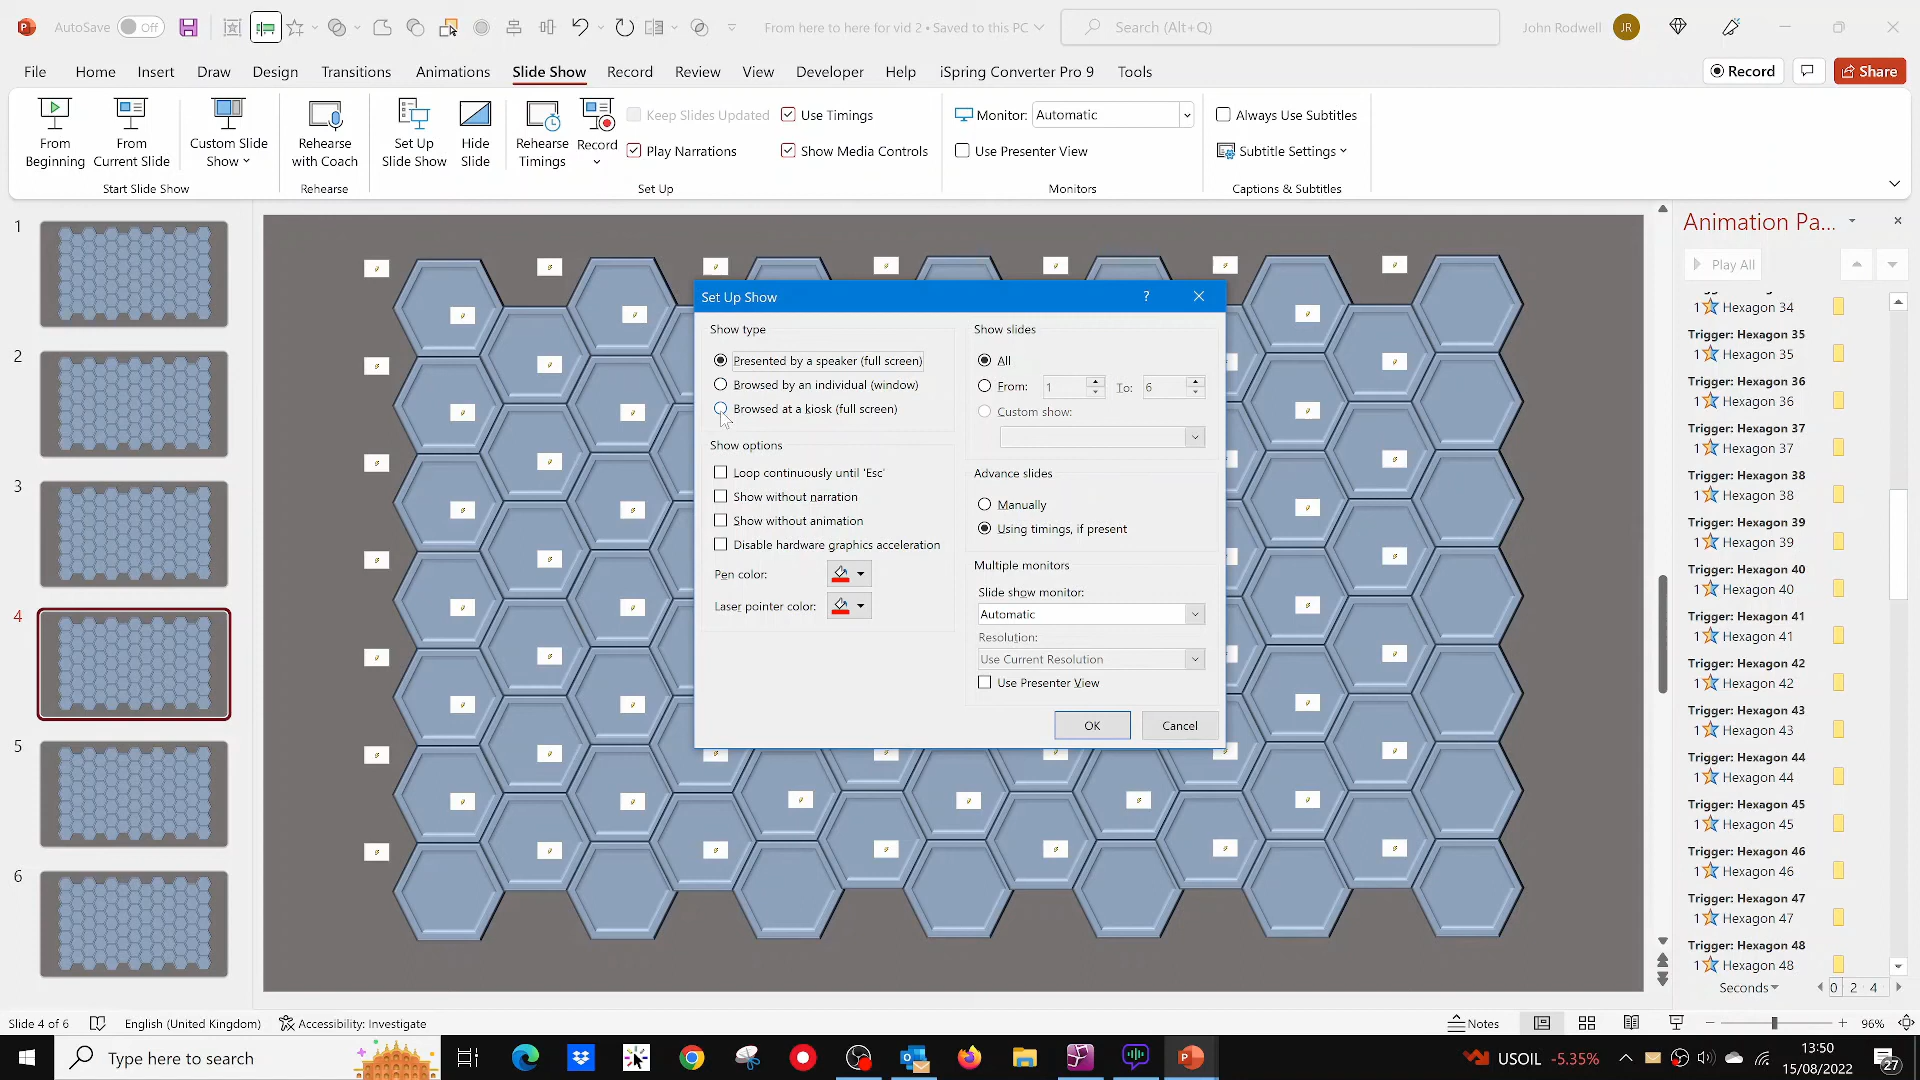 AutoSave Off
From here to here for vid 2 • Saved to this PC
Search (Alt+Q)
John Rodwell JR
File Home Insert Draw Design Transitions Animations Slide Show Record Review View Developer Help iSpring Converter Pro 9 Tools
Record
Share
From Beginning
From Current Slide
Custom Slide Show
Rehearse with Coach
Set Up Slide Show
Hide Slide
Rehearse Timings
Record
Keep Slides Updated
Use Timings
Play Narrations
Show Media Controls
Monitor: Automatic
Use Presenter View
Always Use Subtitles
Subtitle Settings
Start Slide Show
Rehearse
Set Up
Monitors
Captions & Subtitles
1
2
3
4
5
6
Set Up Show
?
Show type
Presented by a speaker (full screen)
Browsed by an individual (window)
Browsed at a kiosk (full screen)
Show options
Loop continuously until 'Esc'
Show without narration
Show without animation
Disable hardware graphics acceleration
Pen color:
Laser pointer color:
Show slides
All
From: 1 To: 6
Custom show:
Advance slides
Manually
Using timings, if present
Multiple monitors
Slide show monitor:
Automatic
Resolution:
Use Current Resolution
Use Presenter View
OK
Cancel
Animation Pa...
Play All
1 Hexagon 34
Trigger: Hexagon 35
1 Hexagon 35
Trigger: Hexagon 36
1 Hexagon 36
Trigger: Hexagon 37
1 Hexagon 37
Trigger: Hexagon 38
1 Hexagon 38
Trigger: Hexagon 39
1 Hexagon 39
Trigger: Hexagon 40
1 Hexagon 40
Trigger: Hexagon 41
1 Hexagon 41
Trigger: Hexagon 42
1 Hexagon 42
Trigger: Hexagon 43
1 Hexagon 43
Trigger: Hexagon 44
1 Hexagon 44
Trigger: Hexagon 45
1 Hexagon 45
Trigger: Hexagon 46
1 Hexagon 46
Trigger: Hexagon 47
1 Hexagon 47
Trigger: Hexagon 48
1 Hexagon 48
Seconds 0 2 4
Slide 4 of 6
English (United Kingdom)
Accessibility: Investigate
Notes
96%
Type here to search
USOIL -5.35%
13:50
15/08/2022
27